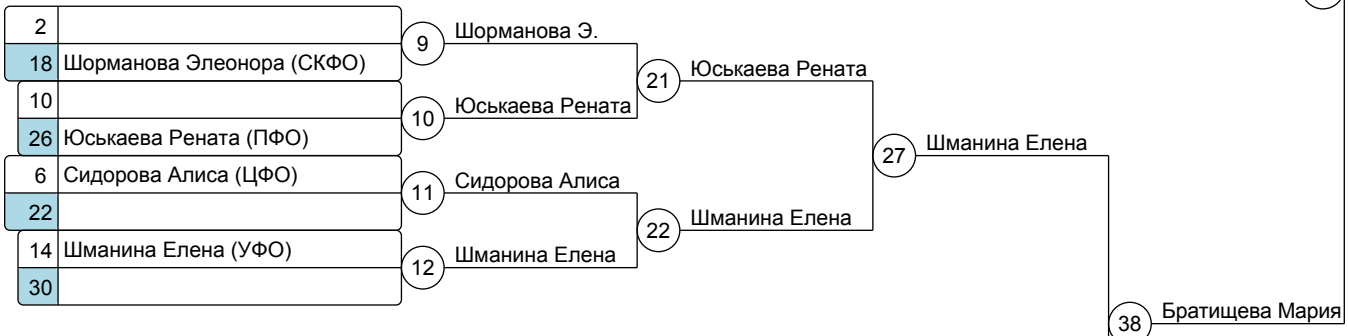 2
9 Шорманова Э.
18 Шорманова Элеонора (СКФО)
21 Юськаева Рената
10
10 Юськаева Рената
26 Юськаева Рената (ПФО)
27 Шманина Елена
6 Сидорова Алиса (ЦФО)
11 Сидорова Алиса
22
22 Шманина Елена
14 Шманина Елена (УФО)
12 Шманина Елена
30
38 Братищева Мария